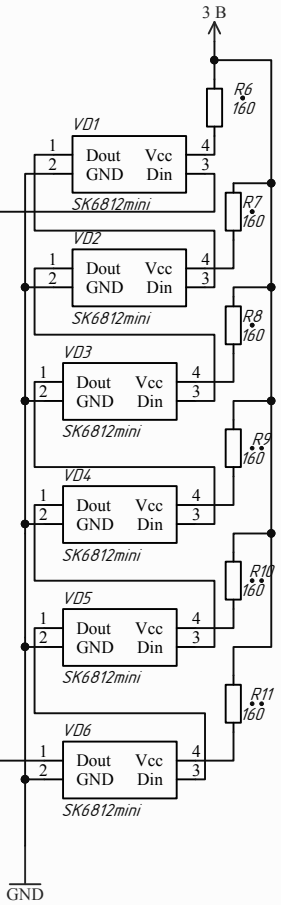 3 В
R6
160
VD1
1 Dout Vcc 4
2 GND Din 3
SK6812mini
R7
160
VD2
1 Dout Vcc 4
2 GND Din 3
SK6812mini
R8
160
VD3
1 Dout Vcc 4
2 GND Din 3
SK6812mini
R9
160
VD4
1 Dout Vcc 4
2 GND Din 3
SK6812mini
R10
160
VD5
1 Dout Vcc 4
2 GND Din 3
SK6812mini
R11
160
VD6
1 Dout Vcc 4
2 GND Din 3
SK6812mini
GND